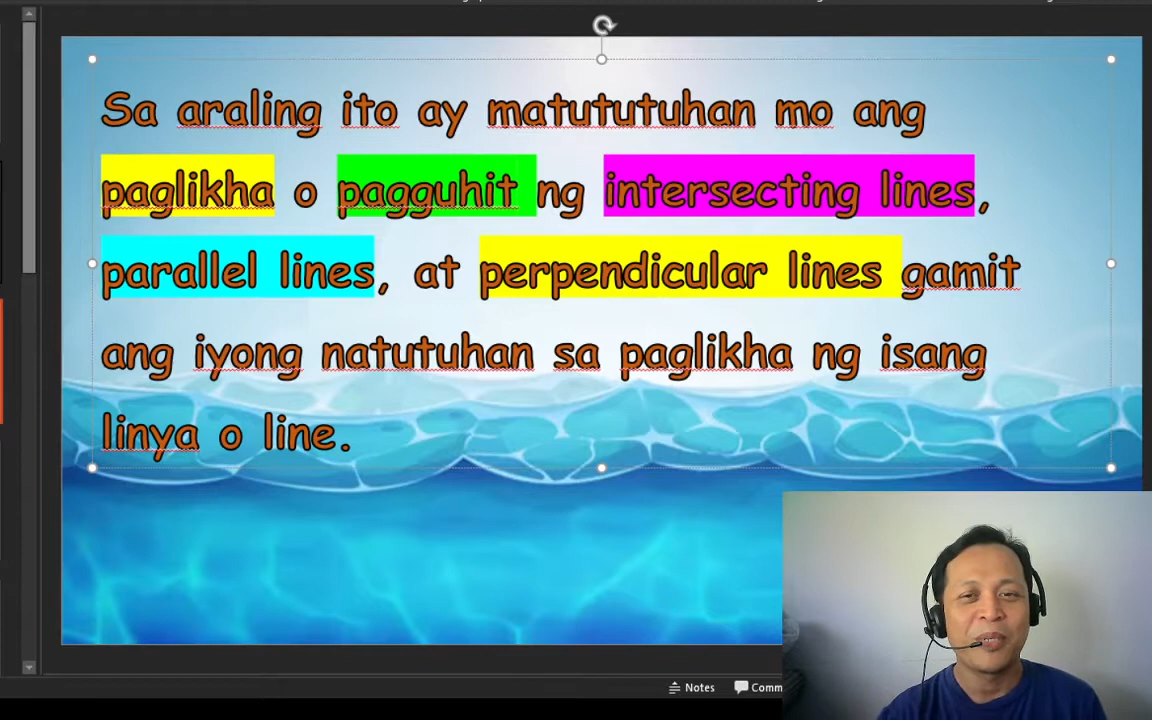 Sa araling ito ay matututuhan mo ang
paglikha o pagguhit ng intersecting lines,
parallel lines, at perpendicular lines gamit
ang iyong natutuhan sa paglikha ng isang
linya o line.
Notes Comm